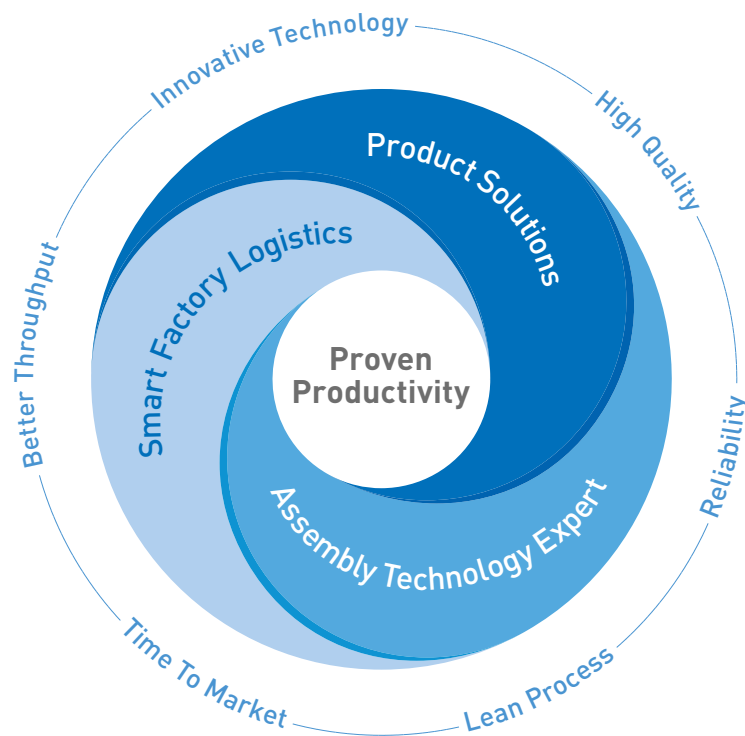 Innovative Technology
High Quality
Reliability
Lean Process
Time To Market
Better Throughput
Product Solutions
Assembly Technology Expert
Smart Factory Logistics
Proven
Productivity